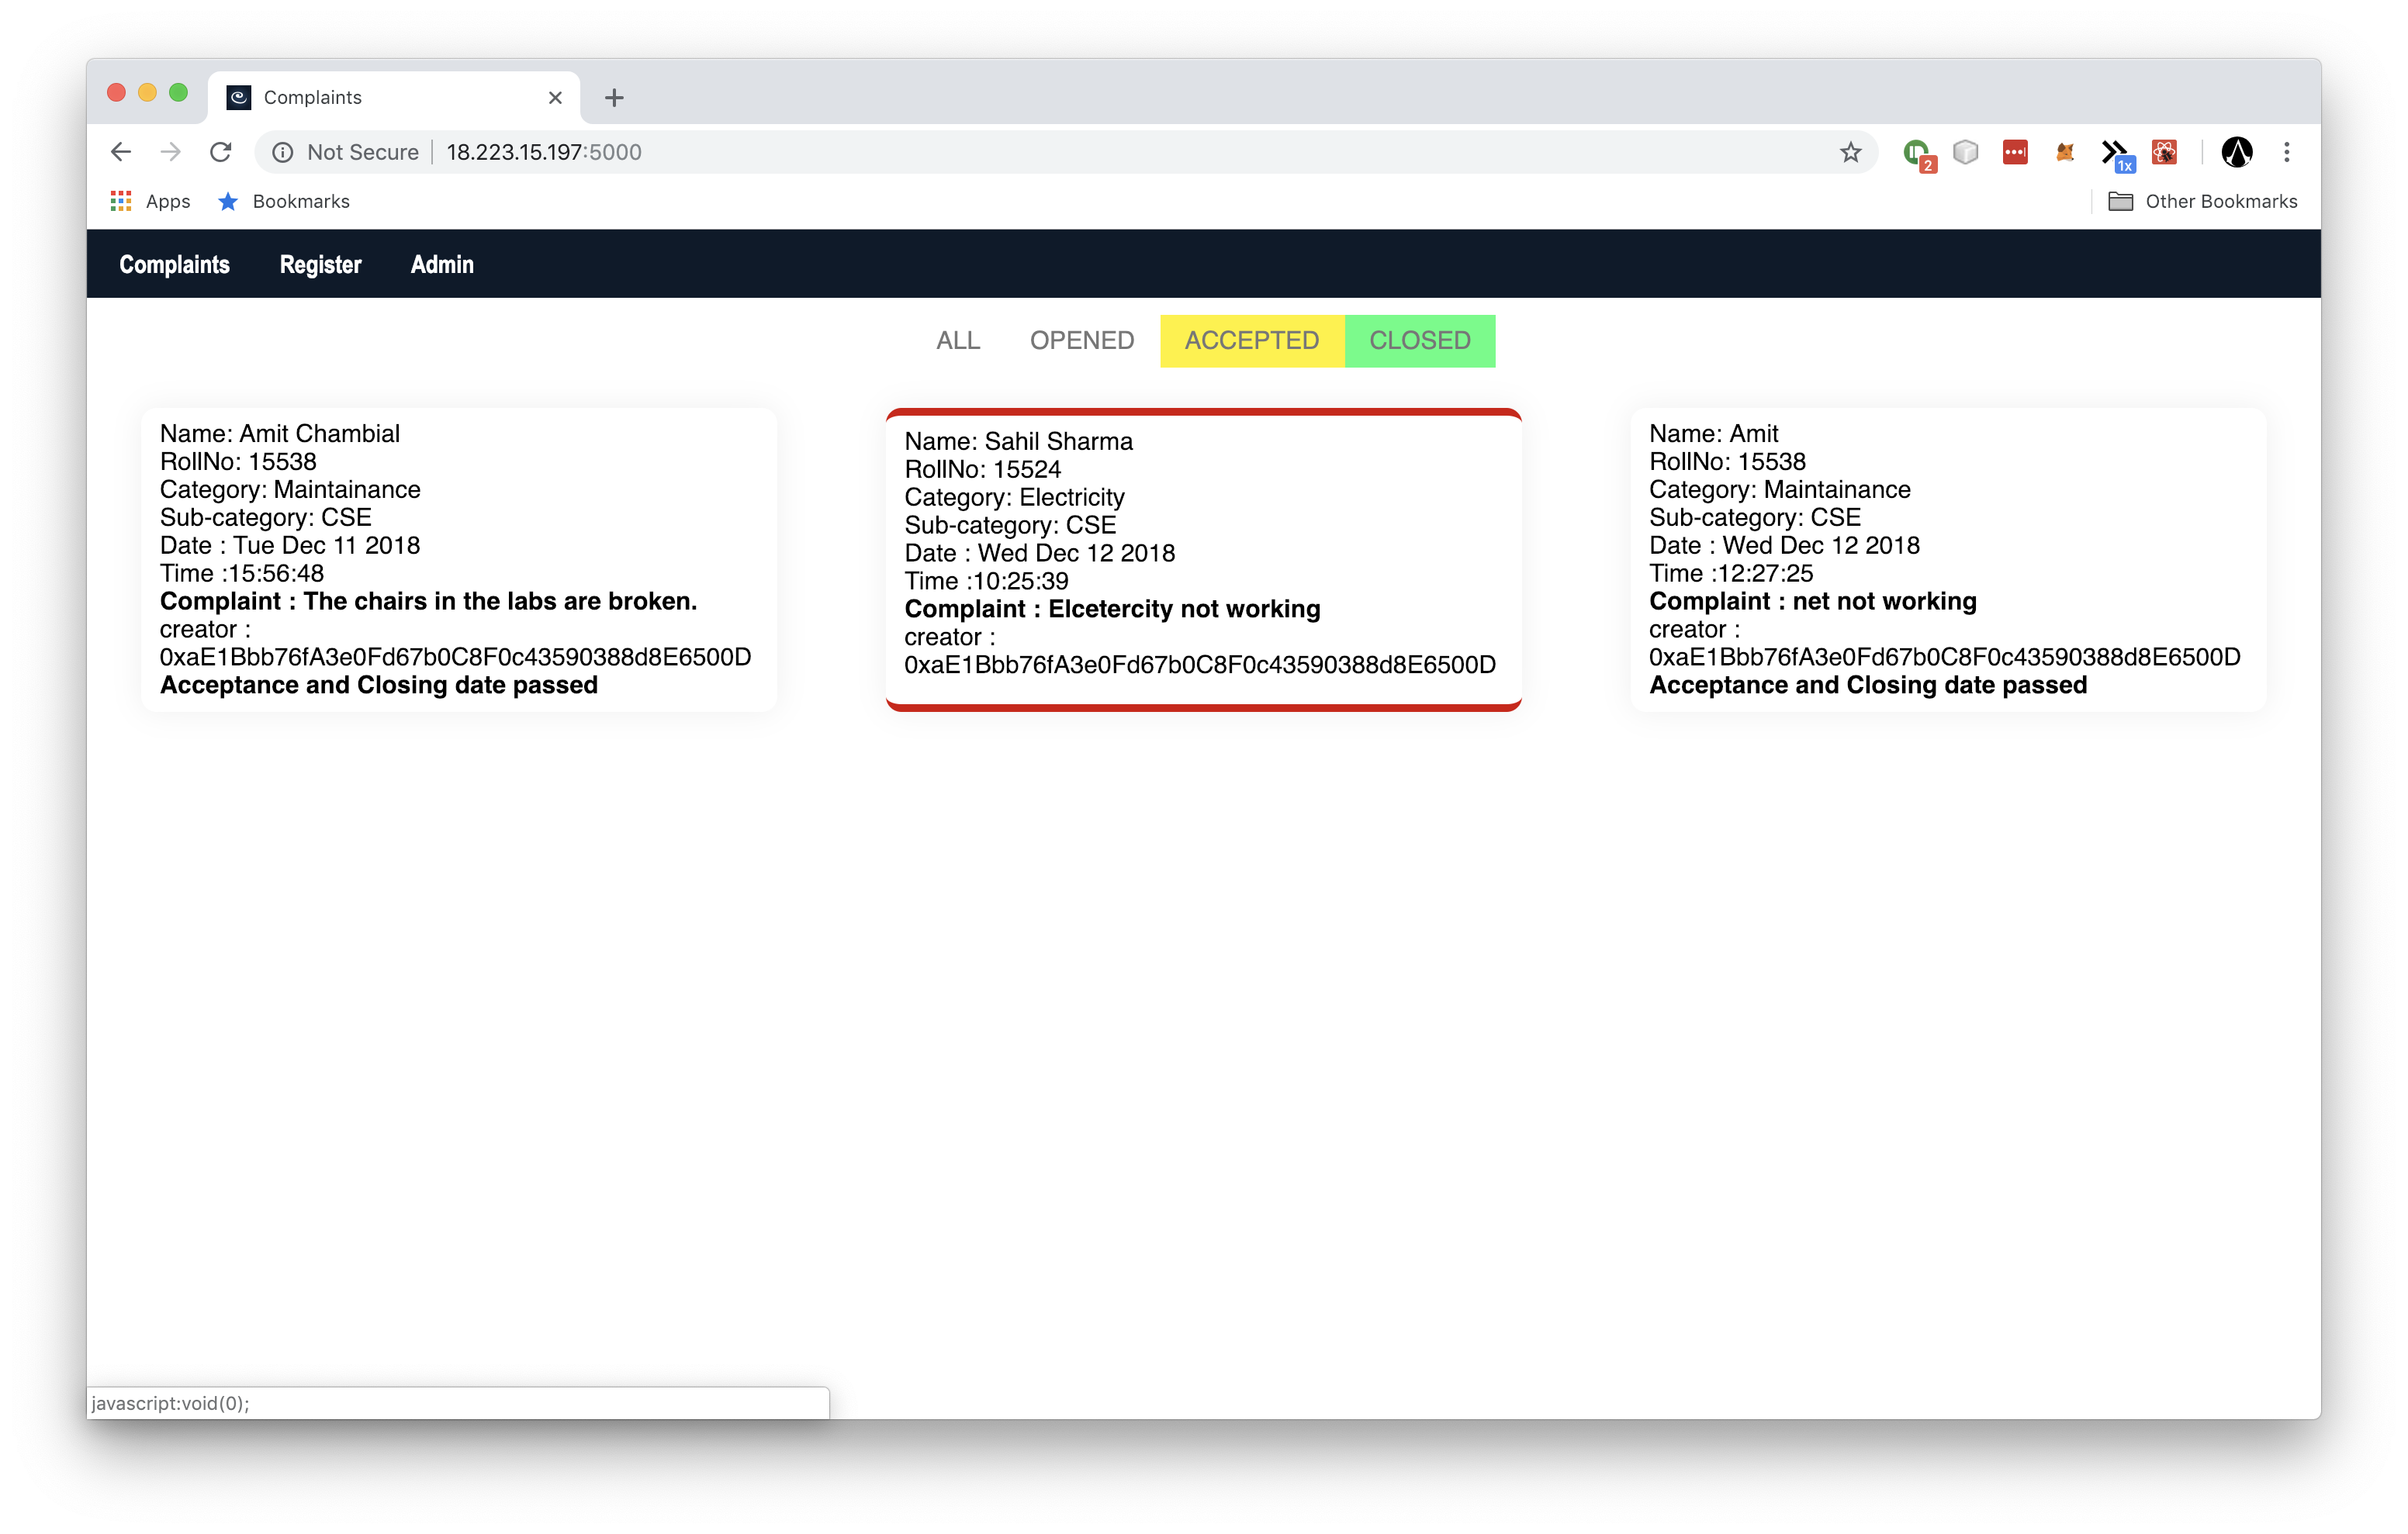 Complaints
Not Secure 18.223.15.197:5000
2
1x
Apps Bookmarks Other Bookmarks
Complaints Register Admin
ALL OPENED ACCEPTED CLOSED
Name: Amit Chambial
RollNo: 15538
Category: Maintainance
Sub-category: CSE
Date : Tue Dec 11 2018
Time :15:56:48
Complaint : The chairs in the labs are broken.
creator :
0xaE1Bbb76fA3e0Fd67b0C8F0c43590388d8E6500D
Acceptance and Closing date passed
Name: Sahil Sharma
RollNo: 15524
Category: Electricity
Sub-category: CSE
Date : Wed Dec 12 2018
Time :10:25:39
Complaint : Elcetercity not working
creator :
0xaE1Bbb76fA3e0Fd67b0C8F0c43590388d8E6500D
Name: Amit
RollNo: 15538
Category: Maintainance
Sub-category: CSE
Date : Wed Dec 12 2018
Time :12:27:25
Complaint : net not working
creator :
0xaE1Bbb76fA3e0Fd67b0C8F0c43590388d8E6500D
Acceptance and Closing date passed
javascript:void(0);